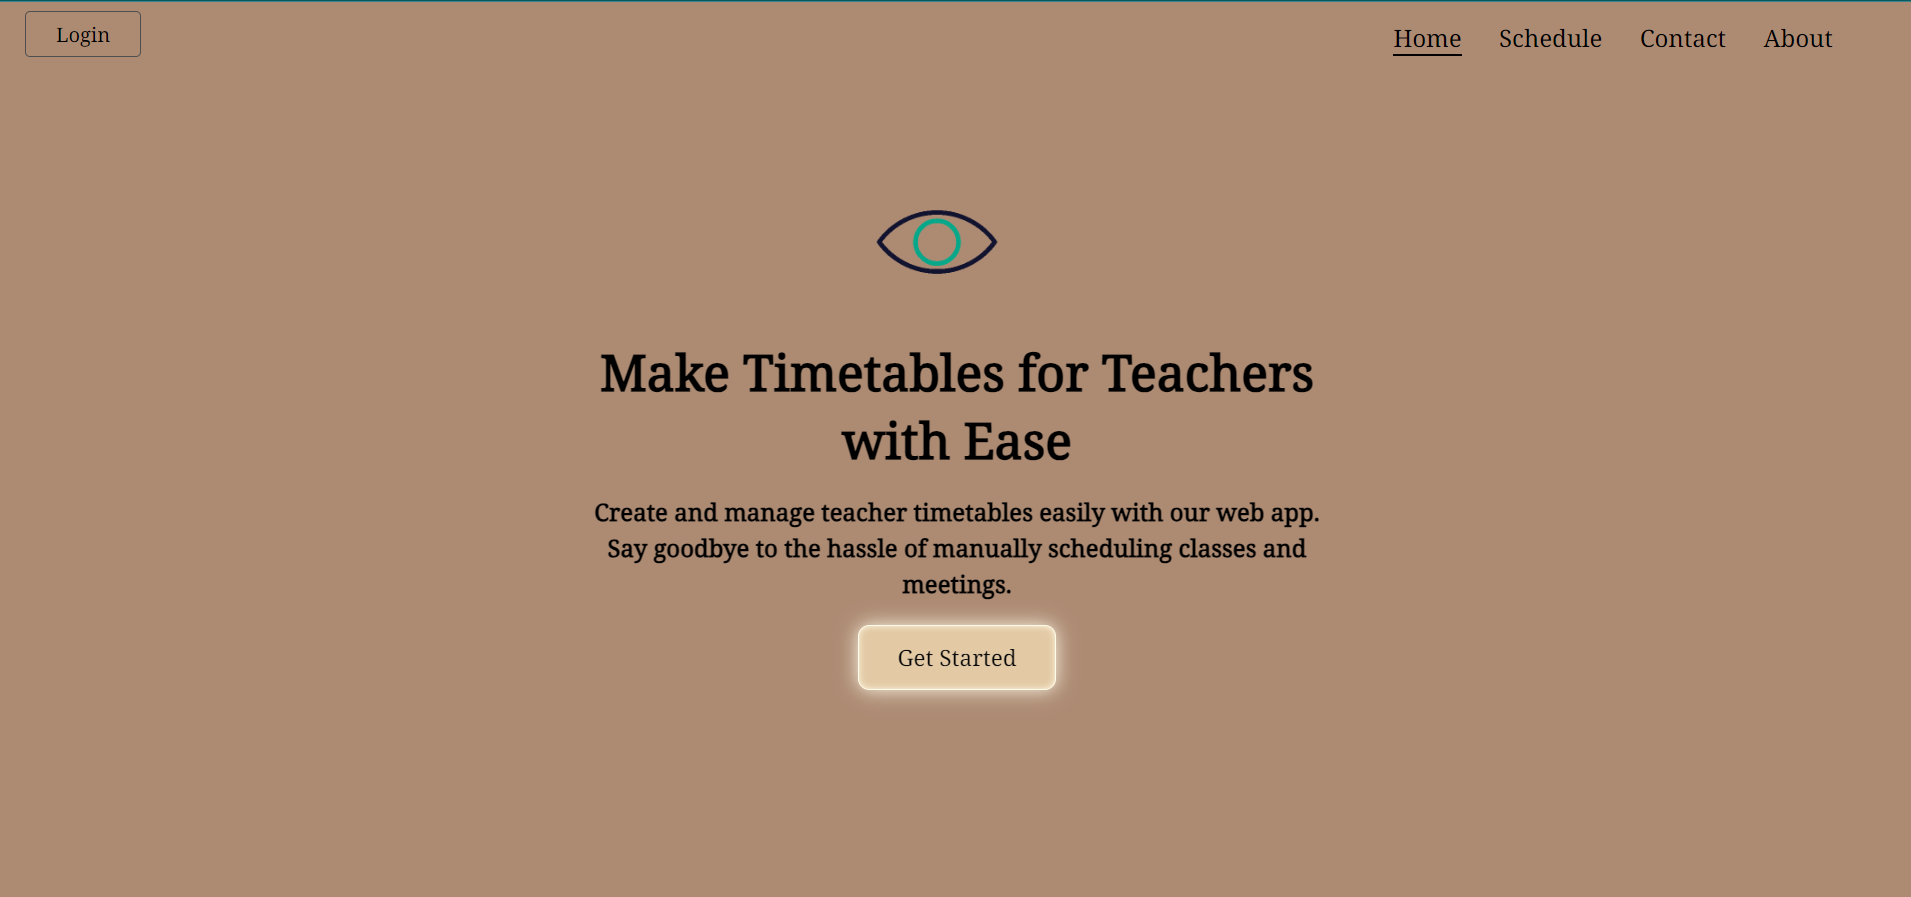 Login
Home Schedule Contact About
Make Timetables for Teachers
with Ease
Create and manage teacher timetables easily with our web app.
Say goodbye to the hassle of manually scheduling classes and
meetings.
Get Started